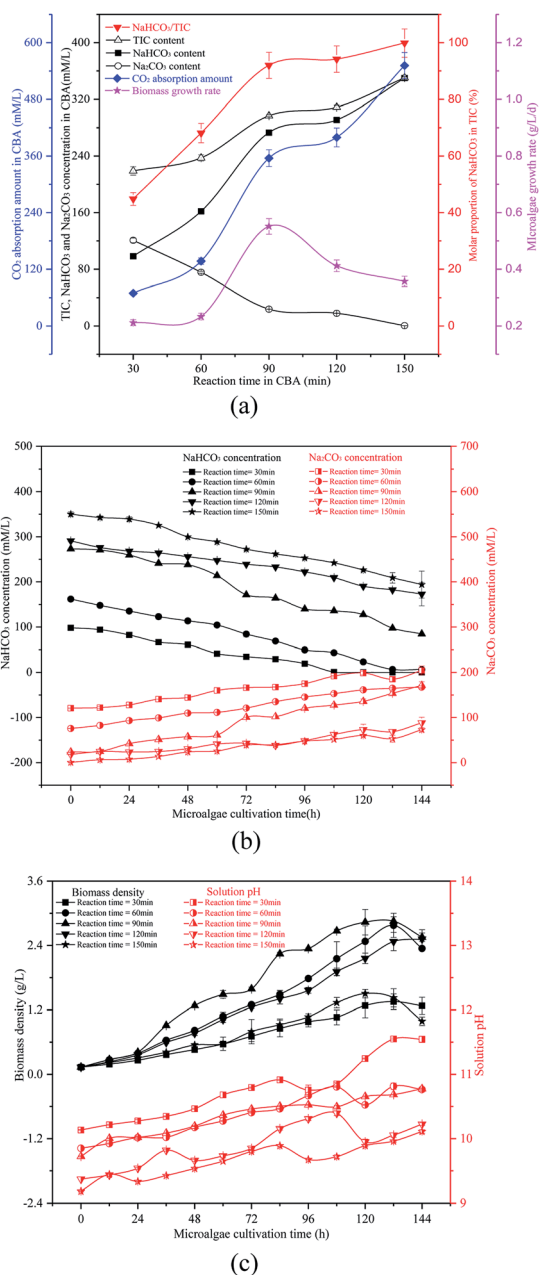 NaHCO₃/TIC
TIC content
NaHCO₃ content
Na₂CO₃ content
CO₂ absorption amount
Biomass growth rate
CO₂ absorption amount in CBA (mM/L)
0
120
240
360
480
600
TIC, NaHCO₃ and Na₂CO₃ concentration in CBA(mM/L)
0
80
160
240
320
400
Molar proportion of NaHCO₃ in TIC (%)
0
20
40
60
80
100
Microalgae growth rate (g/L/d)
0.2
0.4
0.6
0.8
1.0
1.2
30 60 90 120 150
Reaction time in CBA (min)
(a)
NaHCO₃ concentration
Reaction time= 30min
Reaction time= 60min
Reaction time= 90min
Reaction time=120min
Reaction time=150min
Na₂CO₃ concentration
Reaction time= 30min
Reaction time= 60min
Reaction time= 90min
Reaction time=120min
Reaction time=150min
NaHCO₃ concentration (mM/L)
500
400
300
200
100
0
-100
-200
Na₂CO₃ concentration (mM/L)
700
600
500
400
300
200
100
0
0 24 48 72 96 120 144
Microalgae cultivation time(h)
(b)
Biomass density
Reaction time = 30min
Reaction time = 60min
Reaction time = 90min
Reaction time = 120min
Reaction time = 150min
Solution pH
Reaction time = 30min
Reaction time = 60min
Reaction time = 90min
Reaction time = 120min
Reaction time = 150min
Biomass density (g/L)
3.6
2.4
1.2
0.0
-1.2
-2.4
Solution pH
14
13
12
11
10
9
0 24 48 72 96 120 144
Microalgae cultivation time (h)
(c)